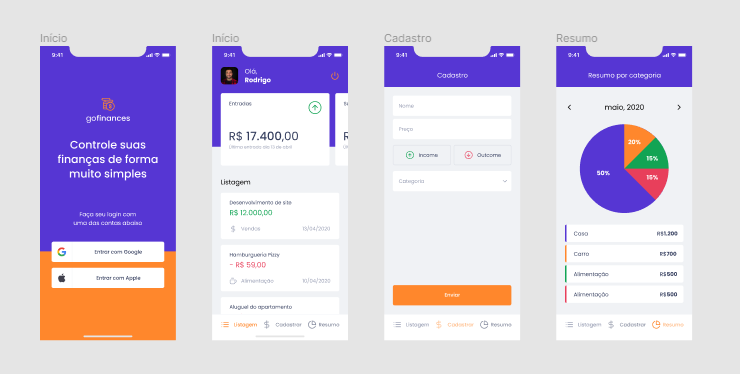 Início
9:41
gofinances
Controle suas
finanças de forma
muito simples
Faça seu login com
uma das contas abaixo
Entrar com Google
Entrar com Apple
Início
9:41
Olá,
Rodrigo
Entradas
R$ 17.400,00
Última entrada dia 13 de abril
R$
Listagem
Desenvolvimento de site
R$ 12.000,00
Vendas 13/04/2020
Hamburgueria Pizzy
- R$ 59,00
Alimentação 10/04/2020
Aluguel do apartamento
Listagem Cadastrar Resumo
Cadastro
9:41
Cadastro
Nome
Preço
Income Outcome
Categoria
Enviar
Listagem Cadastrar Resumo
Resumo
9:41
Resumo por categoria
maio, 2020
20%
15%
50%
15%
Casa R$1,200
Carro R$700
Alimentação R$500
Alimentação R$500
Listagem Cadastrar Resumo